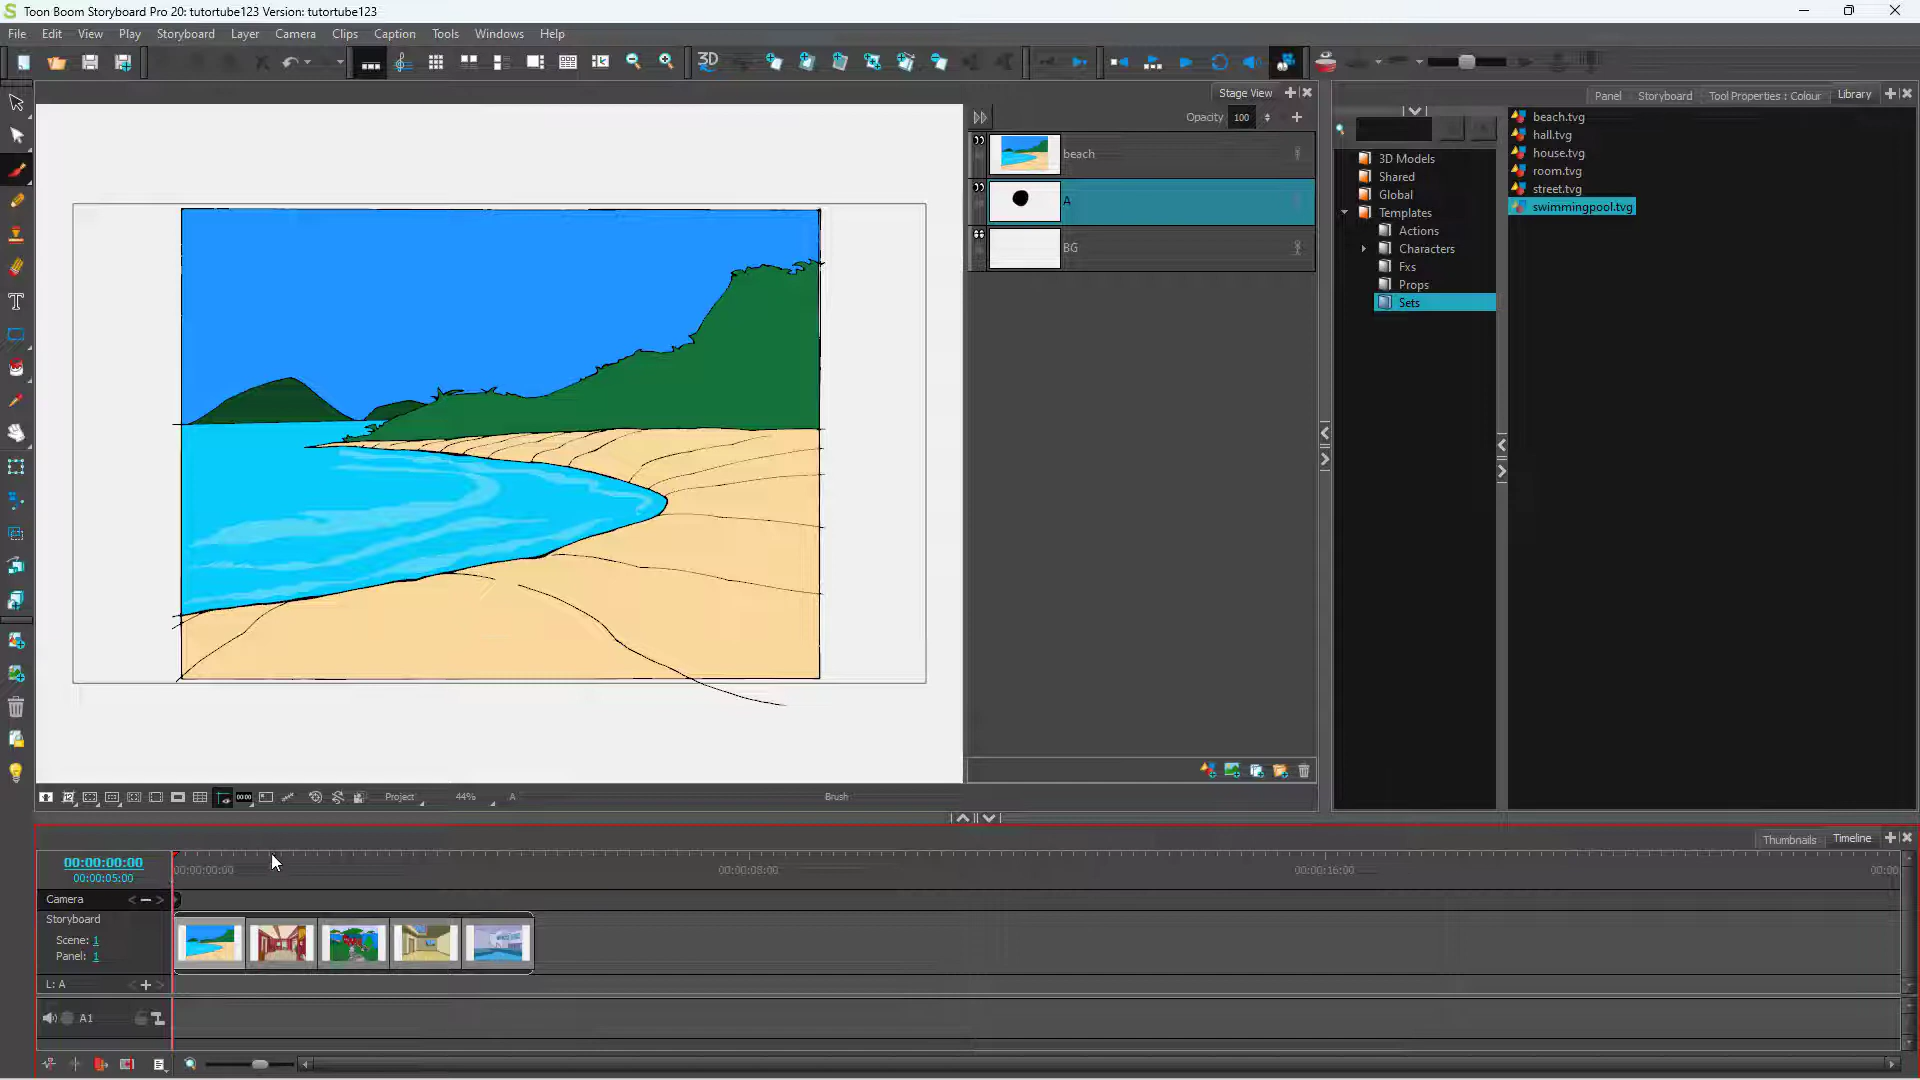 Toon Boom Storyboard Pro 20: tutortube123 Version: tutortube123
File Edit View Play Storyboard Layer Camera Clips Caption Tools Windows Help
3D
Stage View
Panel Storyboard Tool Properties : Colour Library
Opacity 100
beach
A
BG
3D Models
Shared
Global
Templates
Actions
Characters
Fxs
Props
Sets
beach.tvg
hall.tvg
house.tvg
room.tvg
street.tvg
swimmingpool.tvg
Project 44% A Brush
Thumbnails Timeline
00:00:00:00
00:00:05:00
00:00:00:00 00:00:08:00 00:00:16:00 00:00
Camera
Storyboard
Scene: 1
Panel: 1
L: A
A1